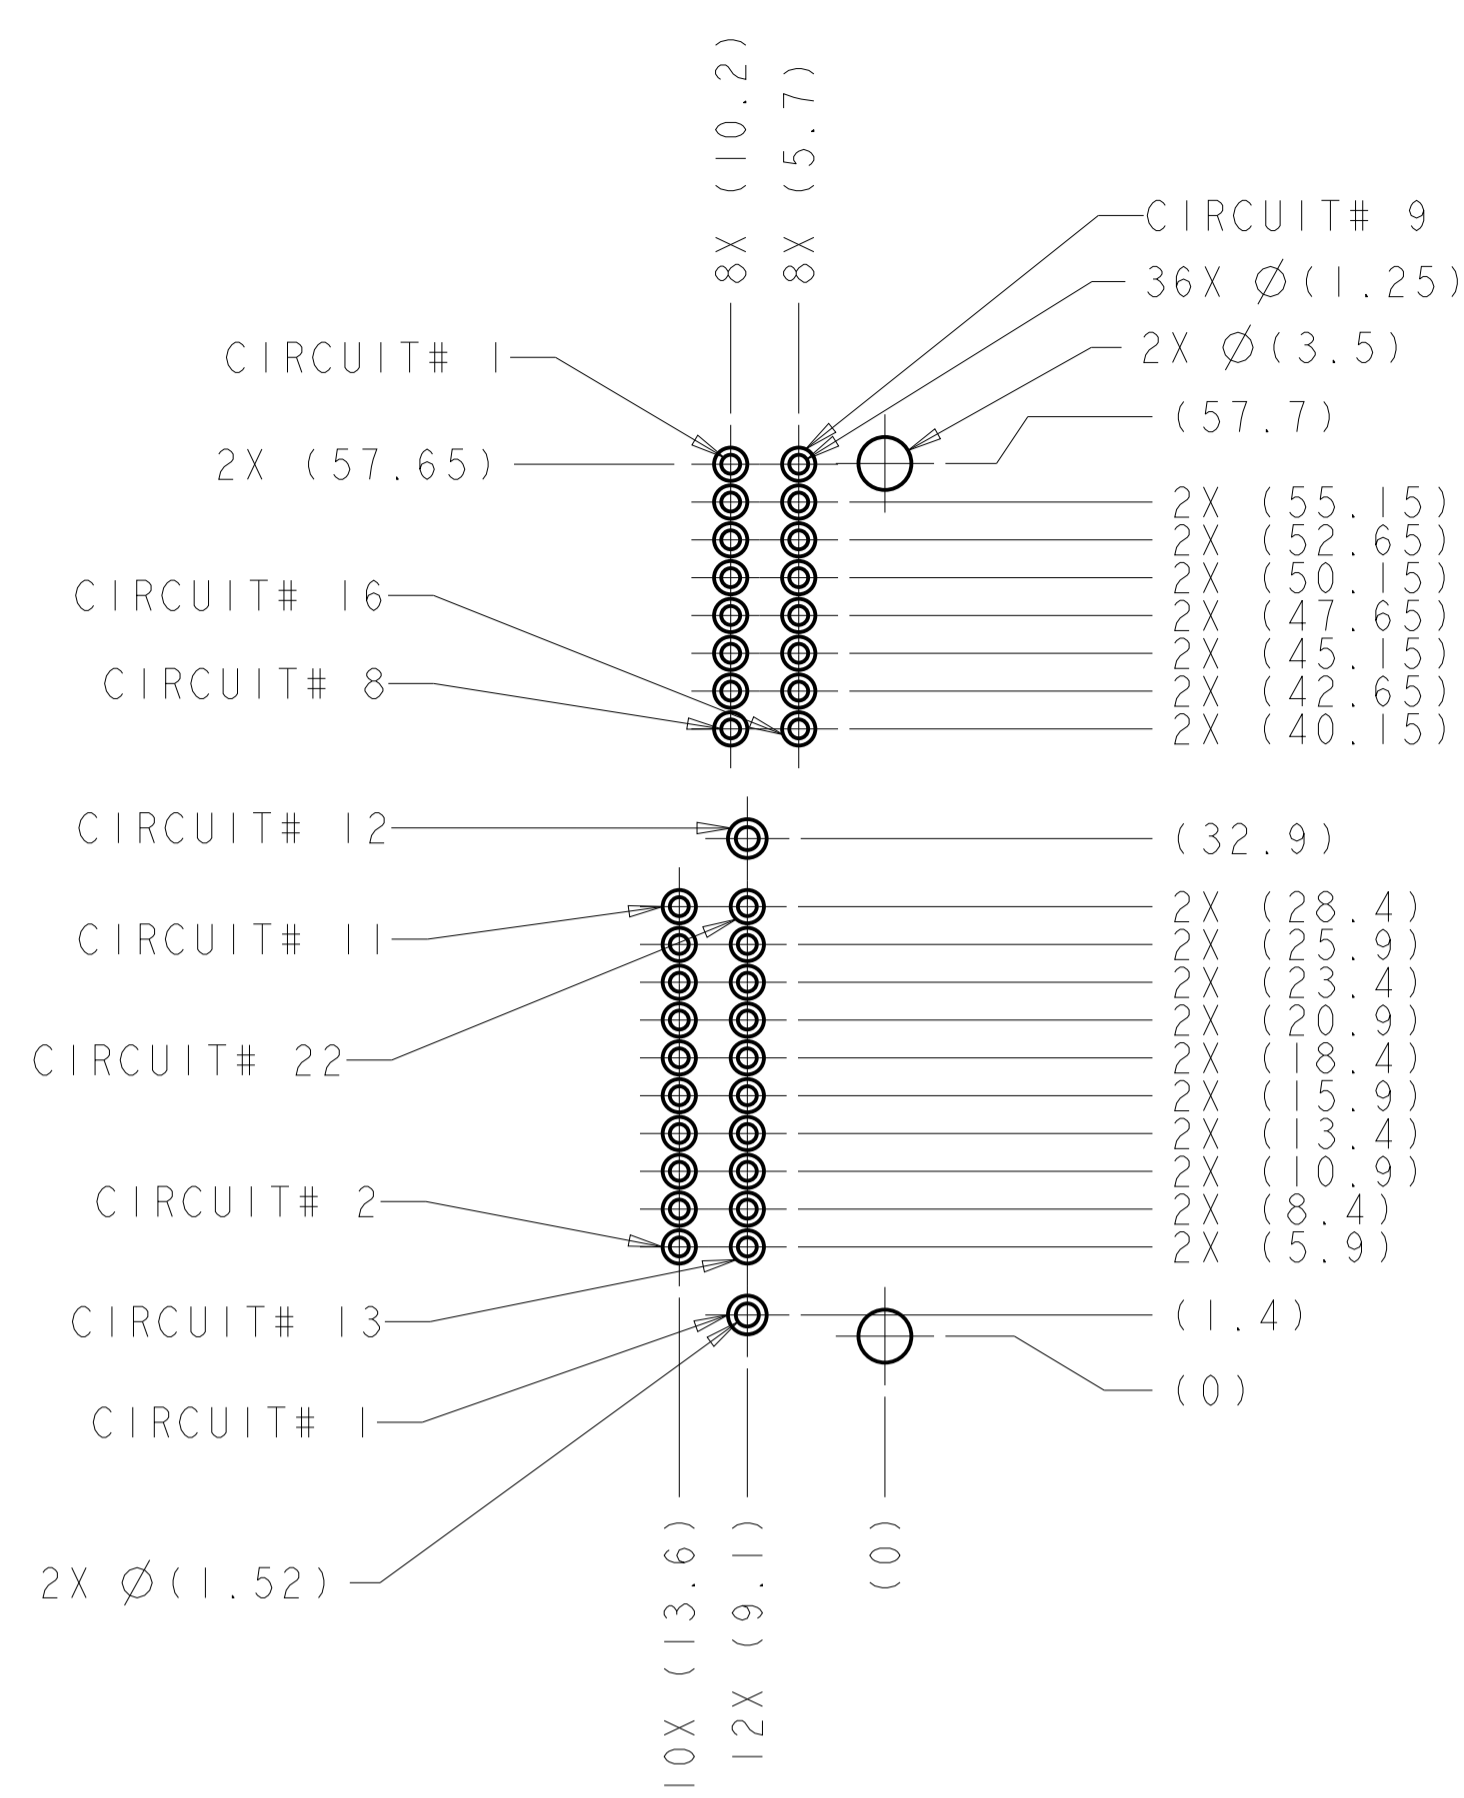 8X (10.2)
8X (5.7)
CIRCUIT# 9
36X Ø(1.25)
2X Ø(3.5)
CIRCUIT# 1
(57.7)
2X (57.65)
2X (55.15)
2X (52.65)
2X (50.15)
CIRCUIT# 16
2X (47.65)
2X (45.15)
CIRCUIT# 8
2X (42.65)
2X (40.15)
CIRCUIT# 12
(32.9)
2X (28.4)
CIRCUIT# 11
2X (25.9)
2X (23.4)
2X (20.9)
CIRCUIT# 22
2X (18.4)
2X (15.9)
2X (13.4)
2X (10.9)
CIRCUIT# 2
2X (8.4)
2X (5.9)
CIRCUIT# 13
(1.4)
(0)
CIRCUIT# 1
2X Ø(1.52)
10X (13.6)
12X (9.1)
(0)